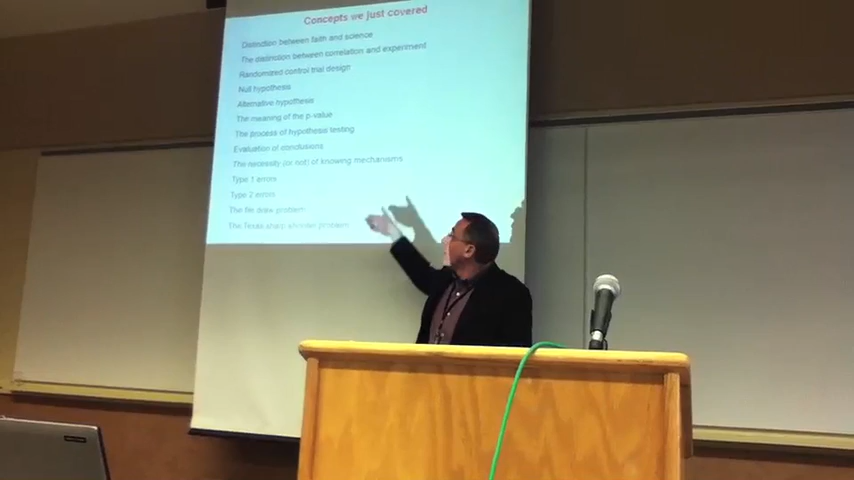 Concepts we just covered
Distinction between faith and science
The distinction between correlation and experiment
Randomized control trial design
Null hypothesis
Alternative hypothesis
The meaning of the p-value
The process of hypothesis testing
Evaluation of conclusions
The necessity (or not) of knowing mechanisms
Type 1 errors
Type 2 errors
The file draw problem
The Texas sharp shooter problem